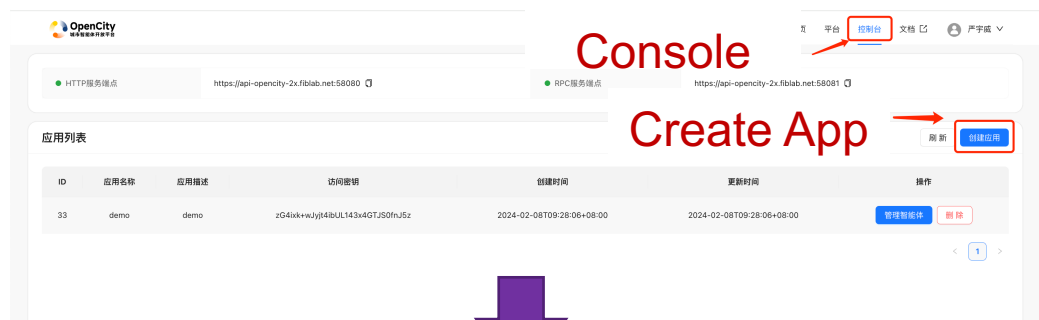 OpenCity
城市智能体开放平台
Console
页 平台 控制台 文档 严宇威
HTTP服务端点 https://api-opencity-2x.fiblab.net:58080 RPC服务端点 https://api-opencity-2x.fiblab.net:58081
Create App
应用列表 刷 新 创建应用
ID 应用名称 应用描述 访问密钥 创建时间 更新时间 操作
33 demo demo zG4ixk+wJyjt4ibUL143x4GTJS0fnJ5z 2024-02-08T09:28:06+08:00 2024-02-08T09:28:06+08:00 管理智能体 删 除
< 1 >